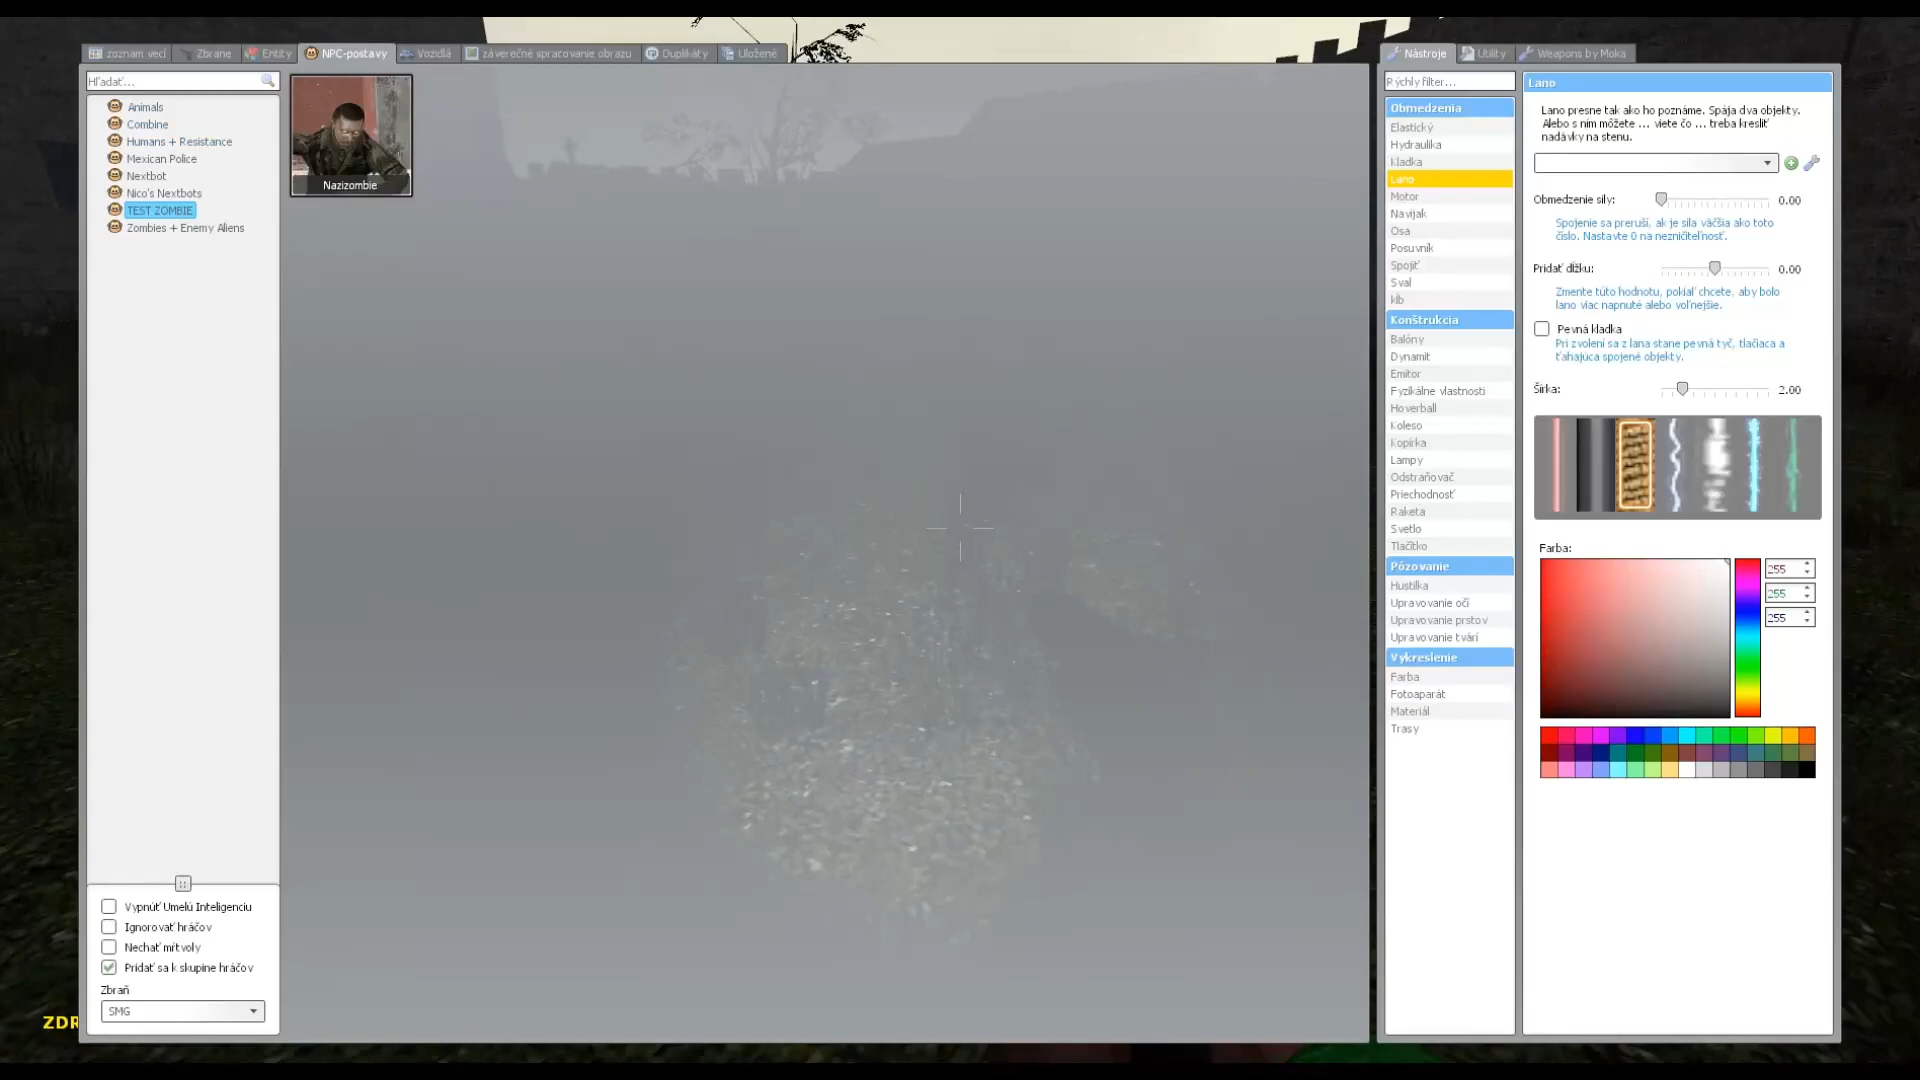 zoznam vecí
Zbrane
Entity
NPC-postavy
Vozidlá
záverečné spratovanie obrazu
Duplikáty
Uložené
Nástroje
Utility
Weapons by Moka
Hľadať...
Animals
Combine
Humans + Resistance
Mexican Police
Nextbot
Nico's Nextbots
TEST ZOMBIE
Zombies + Enemy Aliens
Nazizombie
Vypnúť Umelú Inteligenciu
Ignorovať hráčov
Nechať mŕtvoly
Pridať sa k skupine hráčov
Zbraň
SMG
ZDR
Rýchly filter...
Obmedzenia
Elastický
Hydraulika
Kladka
Lano
Motor
Navijak
Osa
Posuvník
Spojiť
Sval
kĺb
Konštrukcia
Balóny
Dynamit
Emitor
Fyzikálne vlastnosti
Hoverball
Koleso
Kopírka
Lampy
Odstraňovač
Priechodnosť
Raketa
Svetlo
Tlačítko
Pózovanie
Hustilka
Upravovanie očí
Upravovanie prstov
Upravovanie tvárí
Vykreslenie
Farba
Fotoaparát
Materiál
Trasy
Lano
Lano presne tak ako ho poznáme. Spája dva objekty.
Alebo s ním môžete ... viete čo ... treba kresliť
nadávky na stenu.
Obmedzenie sily: 0.00
Spojenie sa preruší, ak je sila väčšia ako toto
číslo. Nastavte 0 na nezničiteľnosť.
Pridať dĺžku: 0.00
Zmente túto hodnotu, pokiaľ chcete, aby bolo
lano viac napnuté alebo voľnejšie.
Pevná kladka
Pri zvolení sa z lana stane pevná tyč, tlačiaca a
ťahajúca spojené objekty.
Šírka: 2.00
Farba:
255
255
255